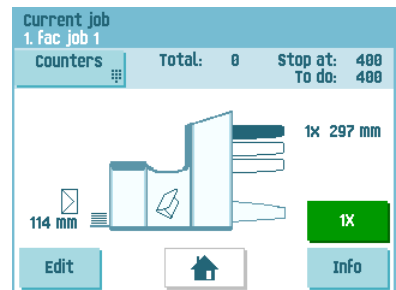 Current job
1. Fac job 1
Counters
Total: 0
Stop at: 400
To do: 400
1X 297 mm
114 mm
1X
Edit
Info